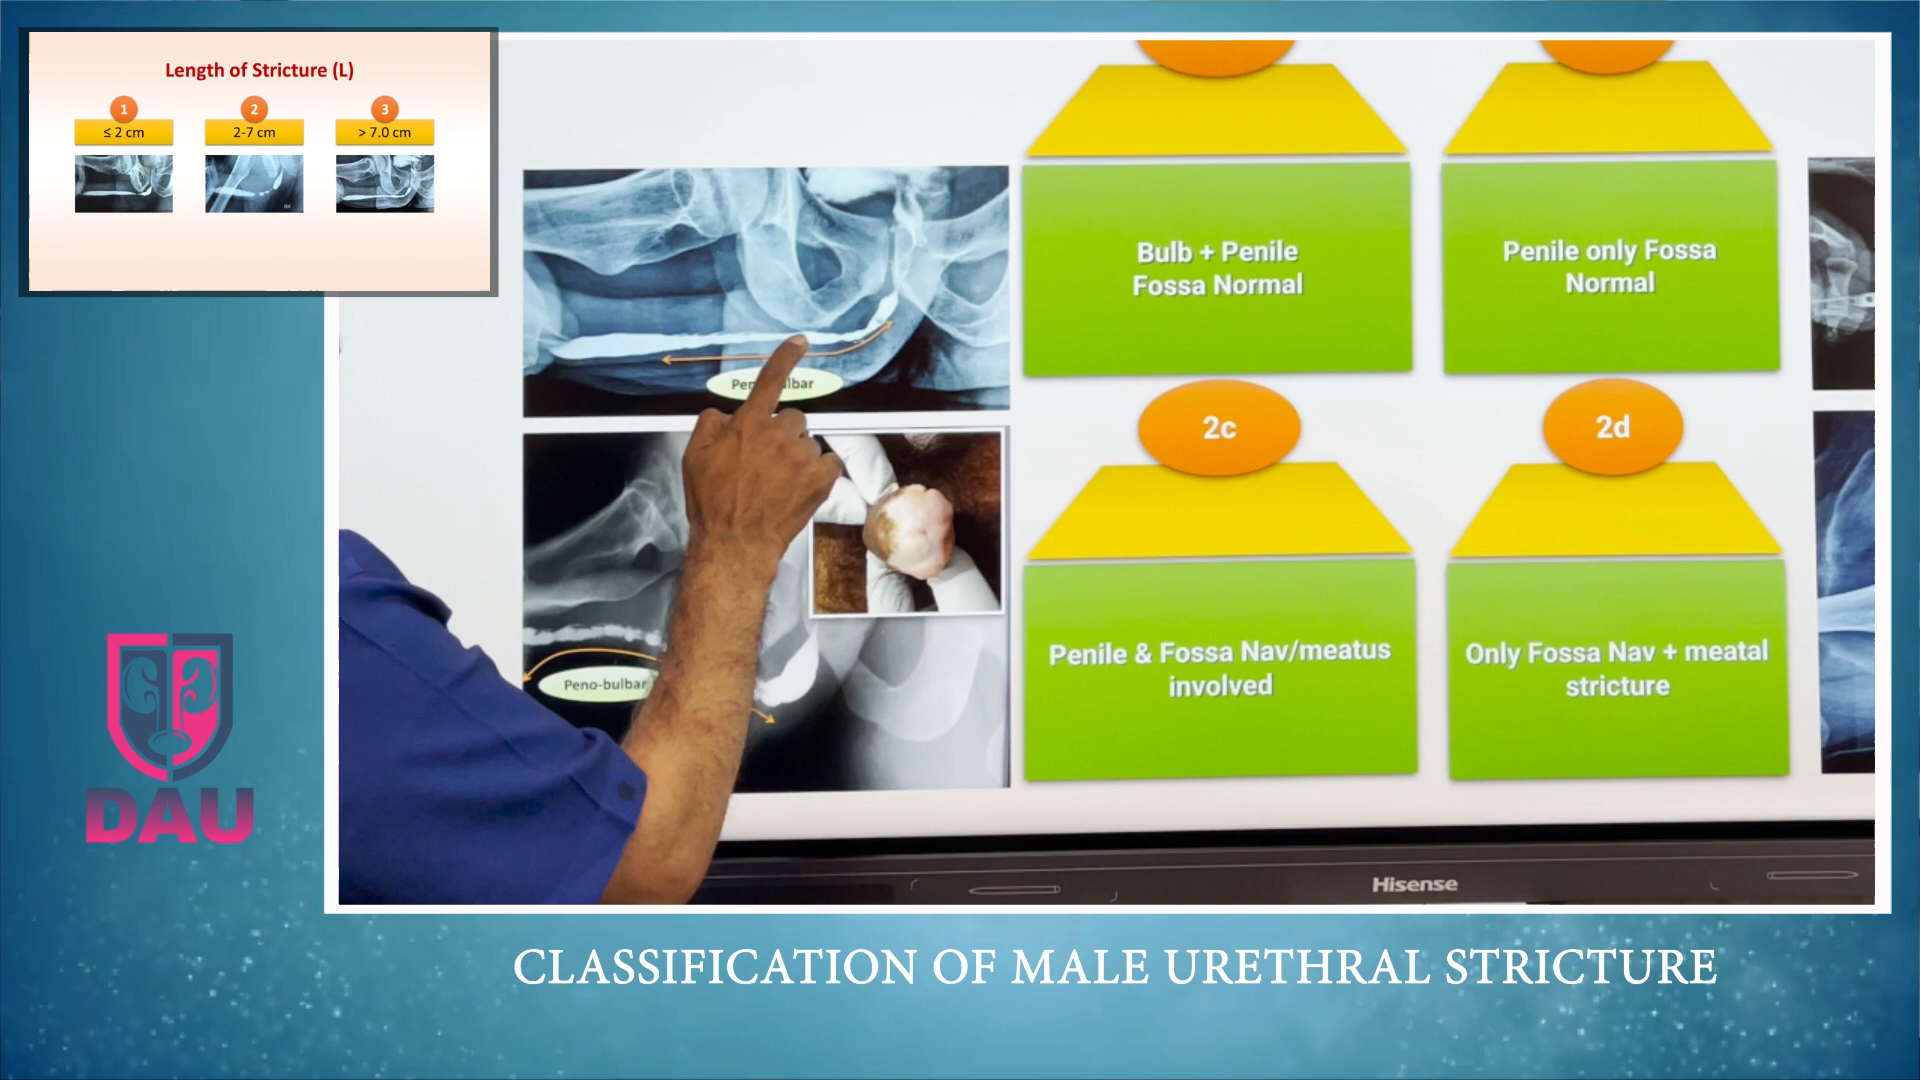 Length of Stricture (L)
1
2
3
≤ 2 cm
2-7 cm
> 7.0 cm
Bulb + Penile
Fossa Normal
Penile only Fossa
Normal
2c
2d
Penile & Fossa Nav/meatus
involved
Only Fossa Nav + meatal
stricture
Peno-bulbar
Hisense
DAU
CLASSIFICATION OF MALE URETHRAL STRICTURE